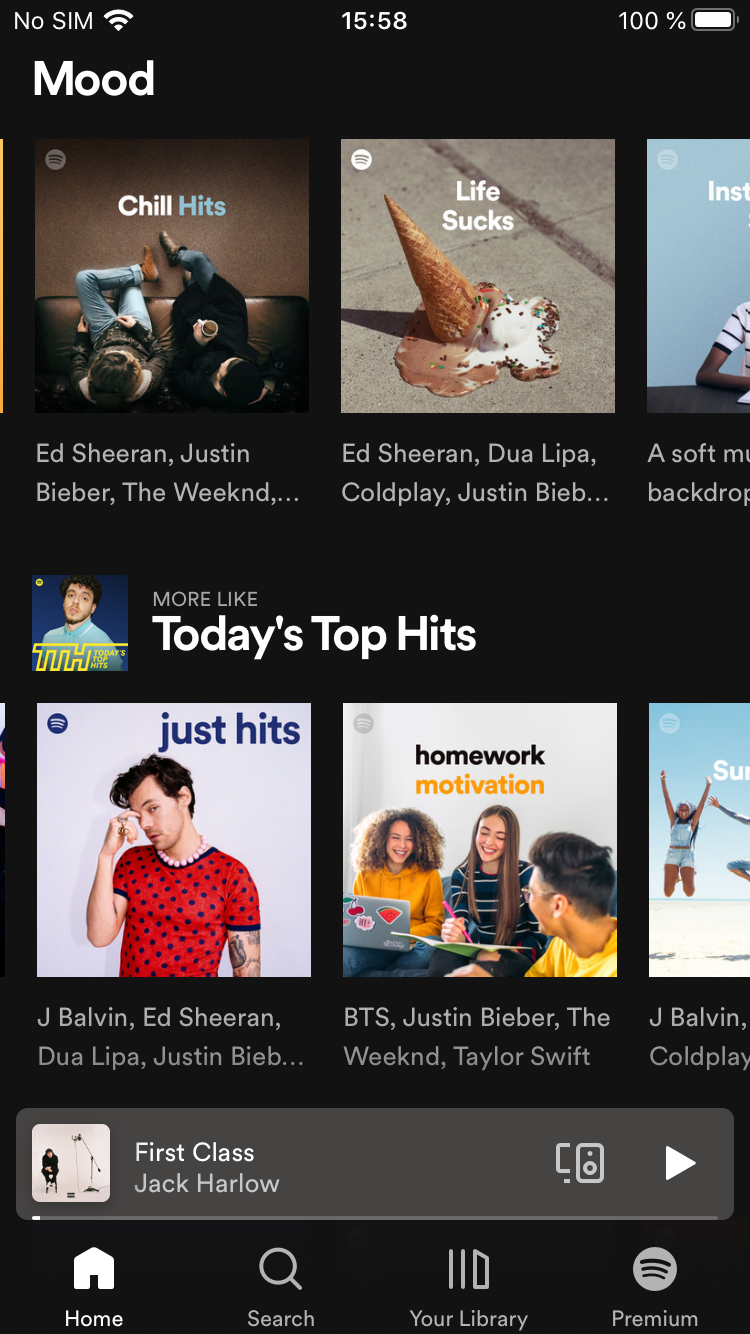 No SIM 15:58 100 %
Mood
Chill Hits
Life
Sucks
Inst
Ed Sheeran, Justin
Bieber, The Weeknd,...
Ed Sheeran, Dua Lipa,
Coldplay, Justin Bieb...
A soft mu
backdrop
MORE LIKE
Today's Top Hits
TTH TODAY'S
TOP
HITS
just hits
homework
motivation
Sur
J Balvin, Ed Sheeran,
Dua Lipa, Justin Bieb...
BTS, Justin Bieber, The
Weeknd, Taylor Swift
J Balvin,
Coldplay
First Class
Jack Harlow
Home
Search
Your Library
Premium